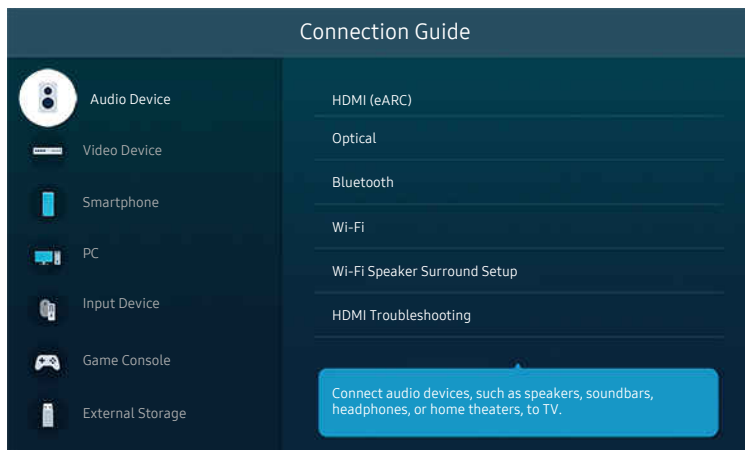 Connection Guide
Audio Device
Video Device
Smartphone
PC
Input Device
Game Console
External Storage
HDMI (eARC)
Optical
Bluetooth
Wi-Fi
Wi-Fi Speaker Surround Setup
HDMI Troubleshooting
Connect audio devices, such as speakers, soundbars,
headphones, or home theaters, to TV.